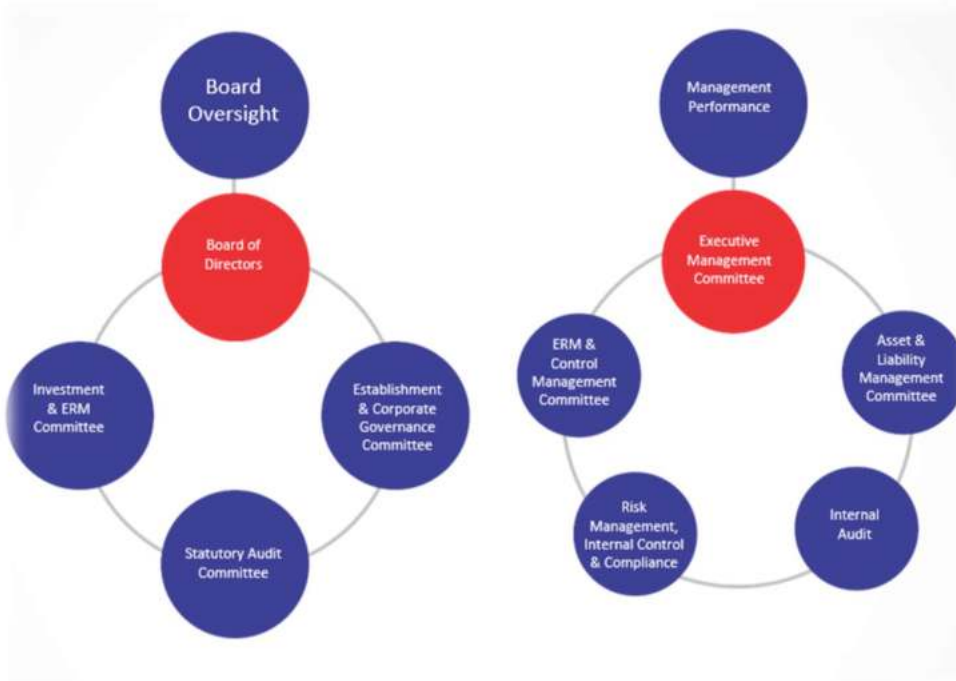 Board
Oversight
Board of
Directors
Investment
& ERM
Committee
Establishment
& Corporate
Governance
Committee
Statutory Audit
Committee
Management
Performance
Executive
Management
Committee
ERM &
Control
Management
Committee
Asset &
Liability
Management
Committee
Risk
Management,
Internal Control
& Compliance
Internal
Audit